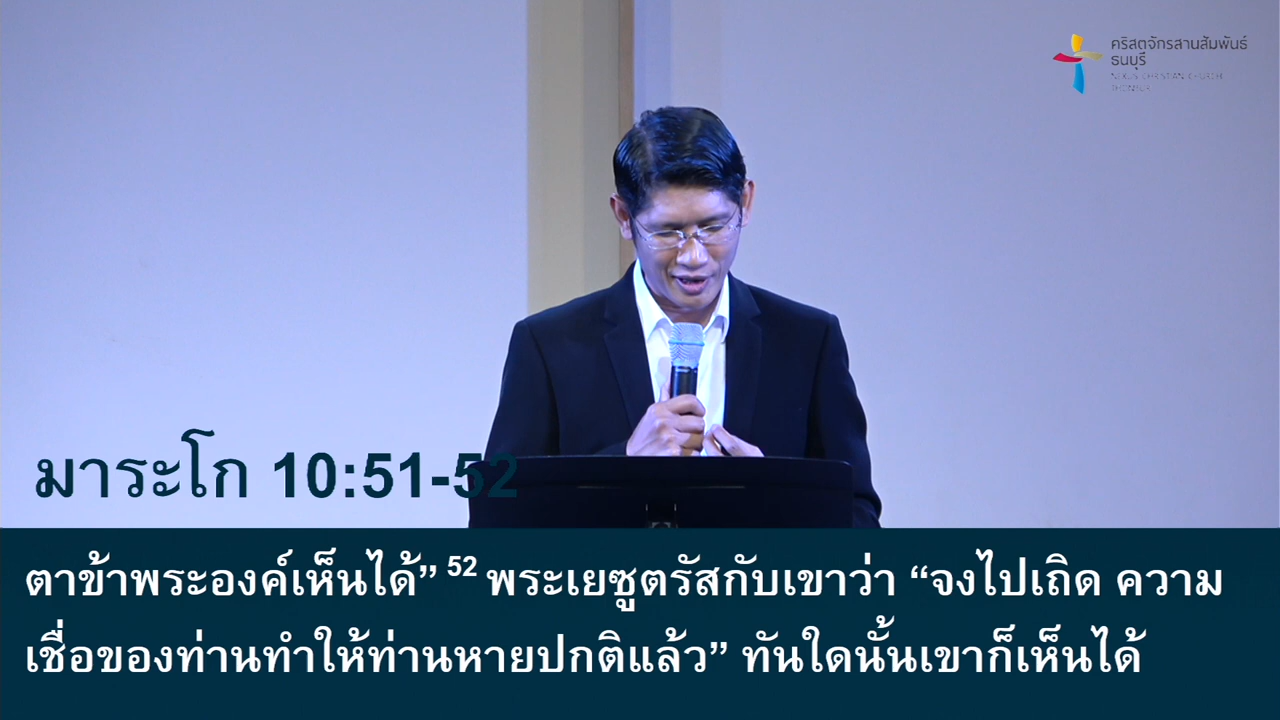 คริสตจักรสานสัมพันธ์
ธนบุรี
NEXUS CHRISTIAN CHURCH
มาระโก 10:51-52
ตาข้าพระองค์เห็นได้” 52 พระเยซูตรัสกับเขาว่า “จงไปเถิด ความ
เชื่อของท่านทำให้ท่านหายปกติแล้ว” ทันใดนั้นเขาก็เห็นได้